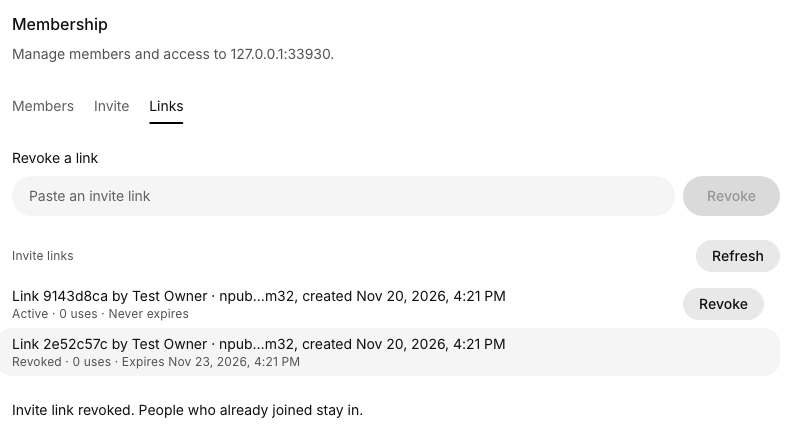 Membership
Manage members and access to 127.0.0.1:33930.
Members Invite Links
Revoke a link
Paste an invite link Revoke
Invite links Refresh
Link 9143d8ca by Test Owner · npub...m32, created Nov 20, 2026, 4:21 PM
Active · 0 uses · Never expires Revoke
Link 2e52c57c by Test Owner · npub...m32, created Nov 20, 2026, 4:21 PM
Revoked · 0 uses · Expires Nov 23, 2026, 4:21 PM
Invite link revoked. People who already joined stay in.